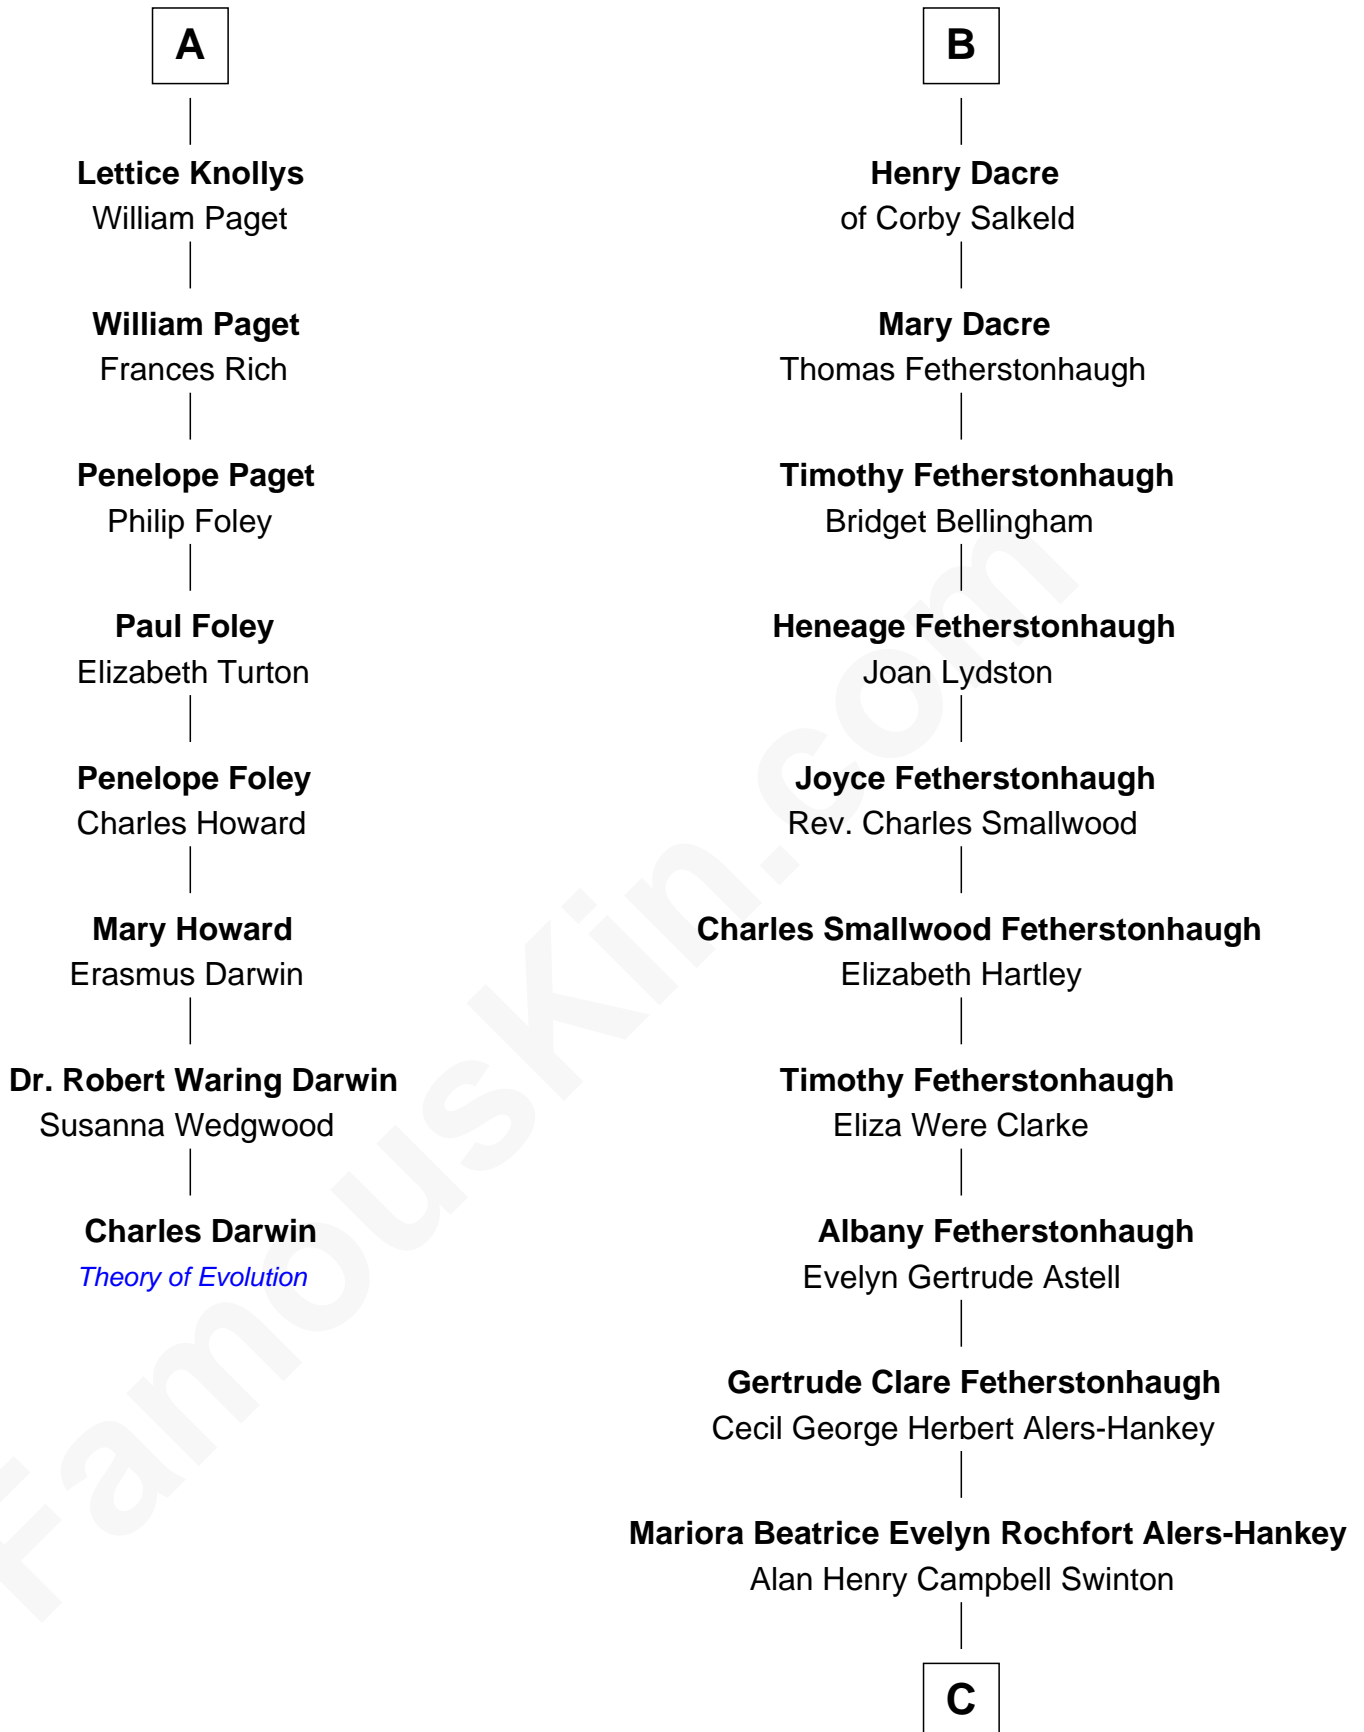 A
Lettice Knollys
William Paget
William Paget
Frances Rich
Penelope Paget
Philip Foley
Paul Foley
Elizabeth Turton
Penelope Foley
Charles Howard
Mary Howard
Erasmus Darwin
Dr. Robert Waring Darwin
Susanna Wedgwood
Charles Darwin
Theory of Evolution
B
Henry Dacre
of Corby Salkeld
Mary Dacre
Thomas Fetherstonhaugh
Timothy Fetherstonhaugh
Bridget Bellingham
Heneage Fetherstonhaugh
Joan Lydston
Joyce Fetherstonhaugh
Rev. Charles Smallwood
Charles Smallwood Fetherstonhaugh
Elizabeth Hartley
Timothy Fetherstonhaugh
Eliza Were Clarke
Albany Fetherstonhaugh
Evelyn Gertrude Astell
Gertrude Clare Fetherstonhaugh
Cecil George Herbert Alers-Hankey
Mariora Beatrice Evelyn Rochfort Alers-Hankey
Alan Henry Campbell Swinton
C
FamousKin.com